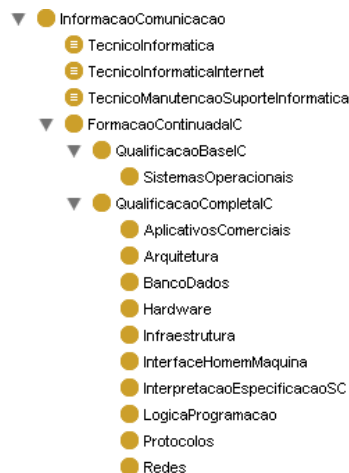 InformacaoComunicacao
TecnicoInformatica
TecnicoInformaticaInternet
TecnicoManutencaoSuporteInformatica
FormacaoContinuadaIC
QualificacaoBaseIC
SistemasOperacionais
QualificacaoCompletaIC
AplicativosComerciais
Arquitetura
BancoDados
Hardware
Infraestrutura
InterfaceHomemMaquina
InterpretacaoEspecificacaoSC
LogicaProgramacao
Protocolos
Redes